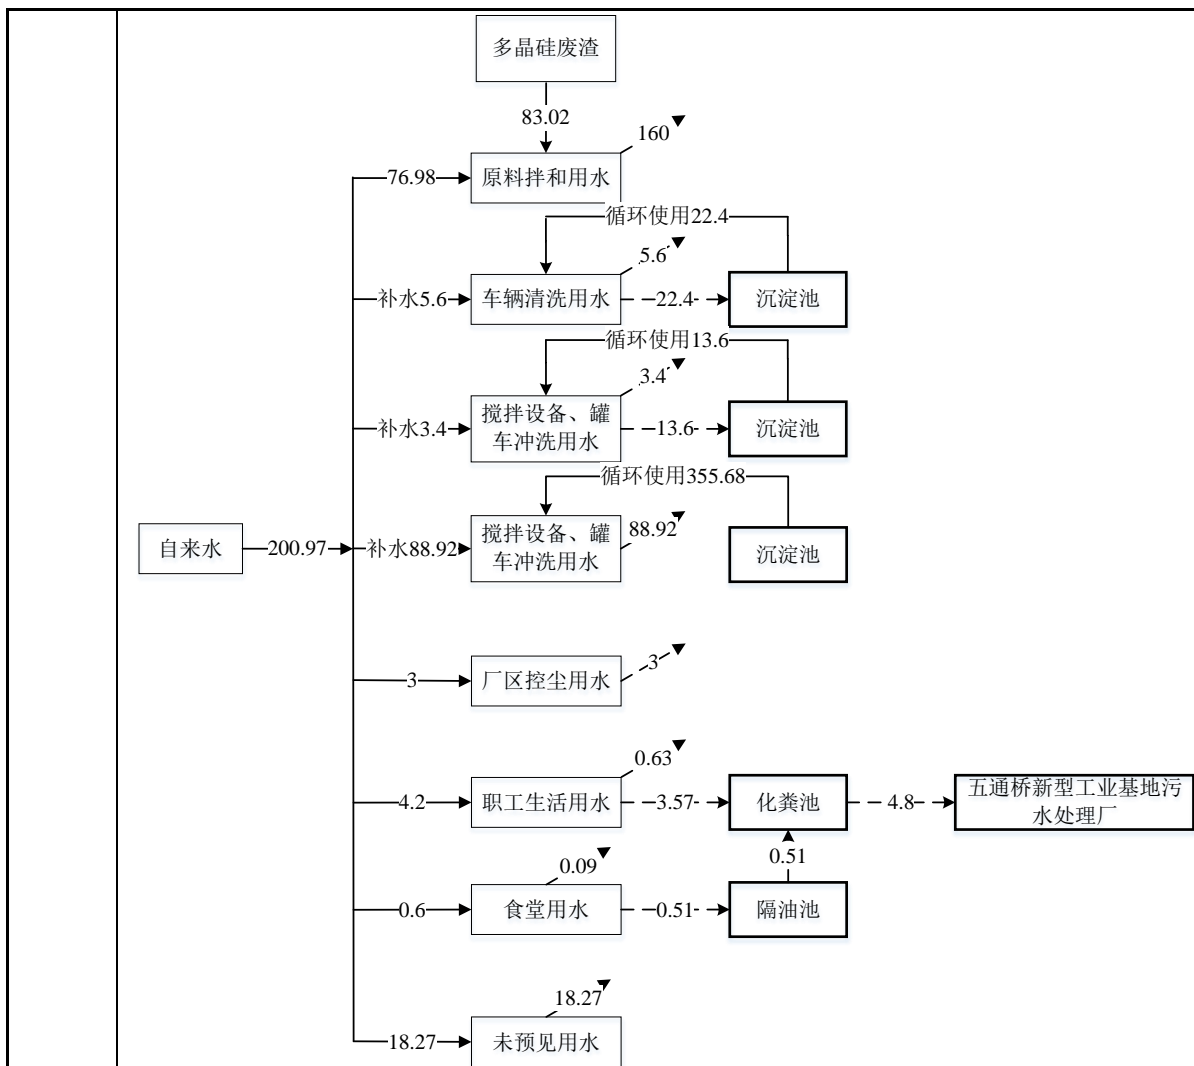 多晶硅废渣
83.02
160
76.98
原料拌和用水
循环使用22.4
5.6
补水5.6
车辆清洗用水
22.4
沉淀池
循环使用13.6
3.4
补水3.4
搅拌设备、罐
车冲洗用水
13.6
沉淀池
循环使用355.68
88.92
自来水
200.97
补水88.92
搅拌设备、罐
车冲洗用水
沉淀池
3
厂区控尘用水
3
0.63
4.2
职工生活用水
3.57
化粪池
4.8
五通桥新型工业基地污
水处理厂
0.51
0.09
0.6
食堂用水
0.51
隔油池
18.27
18.27
未预见用水